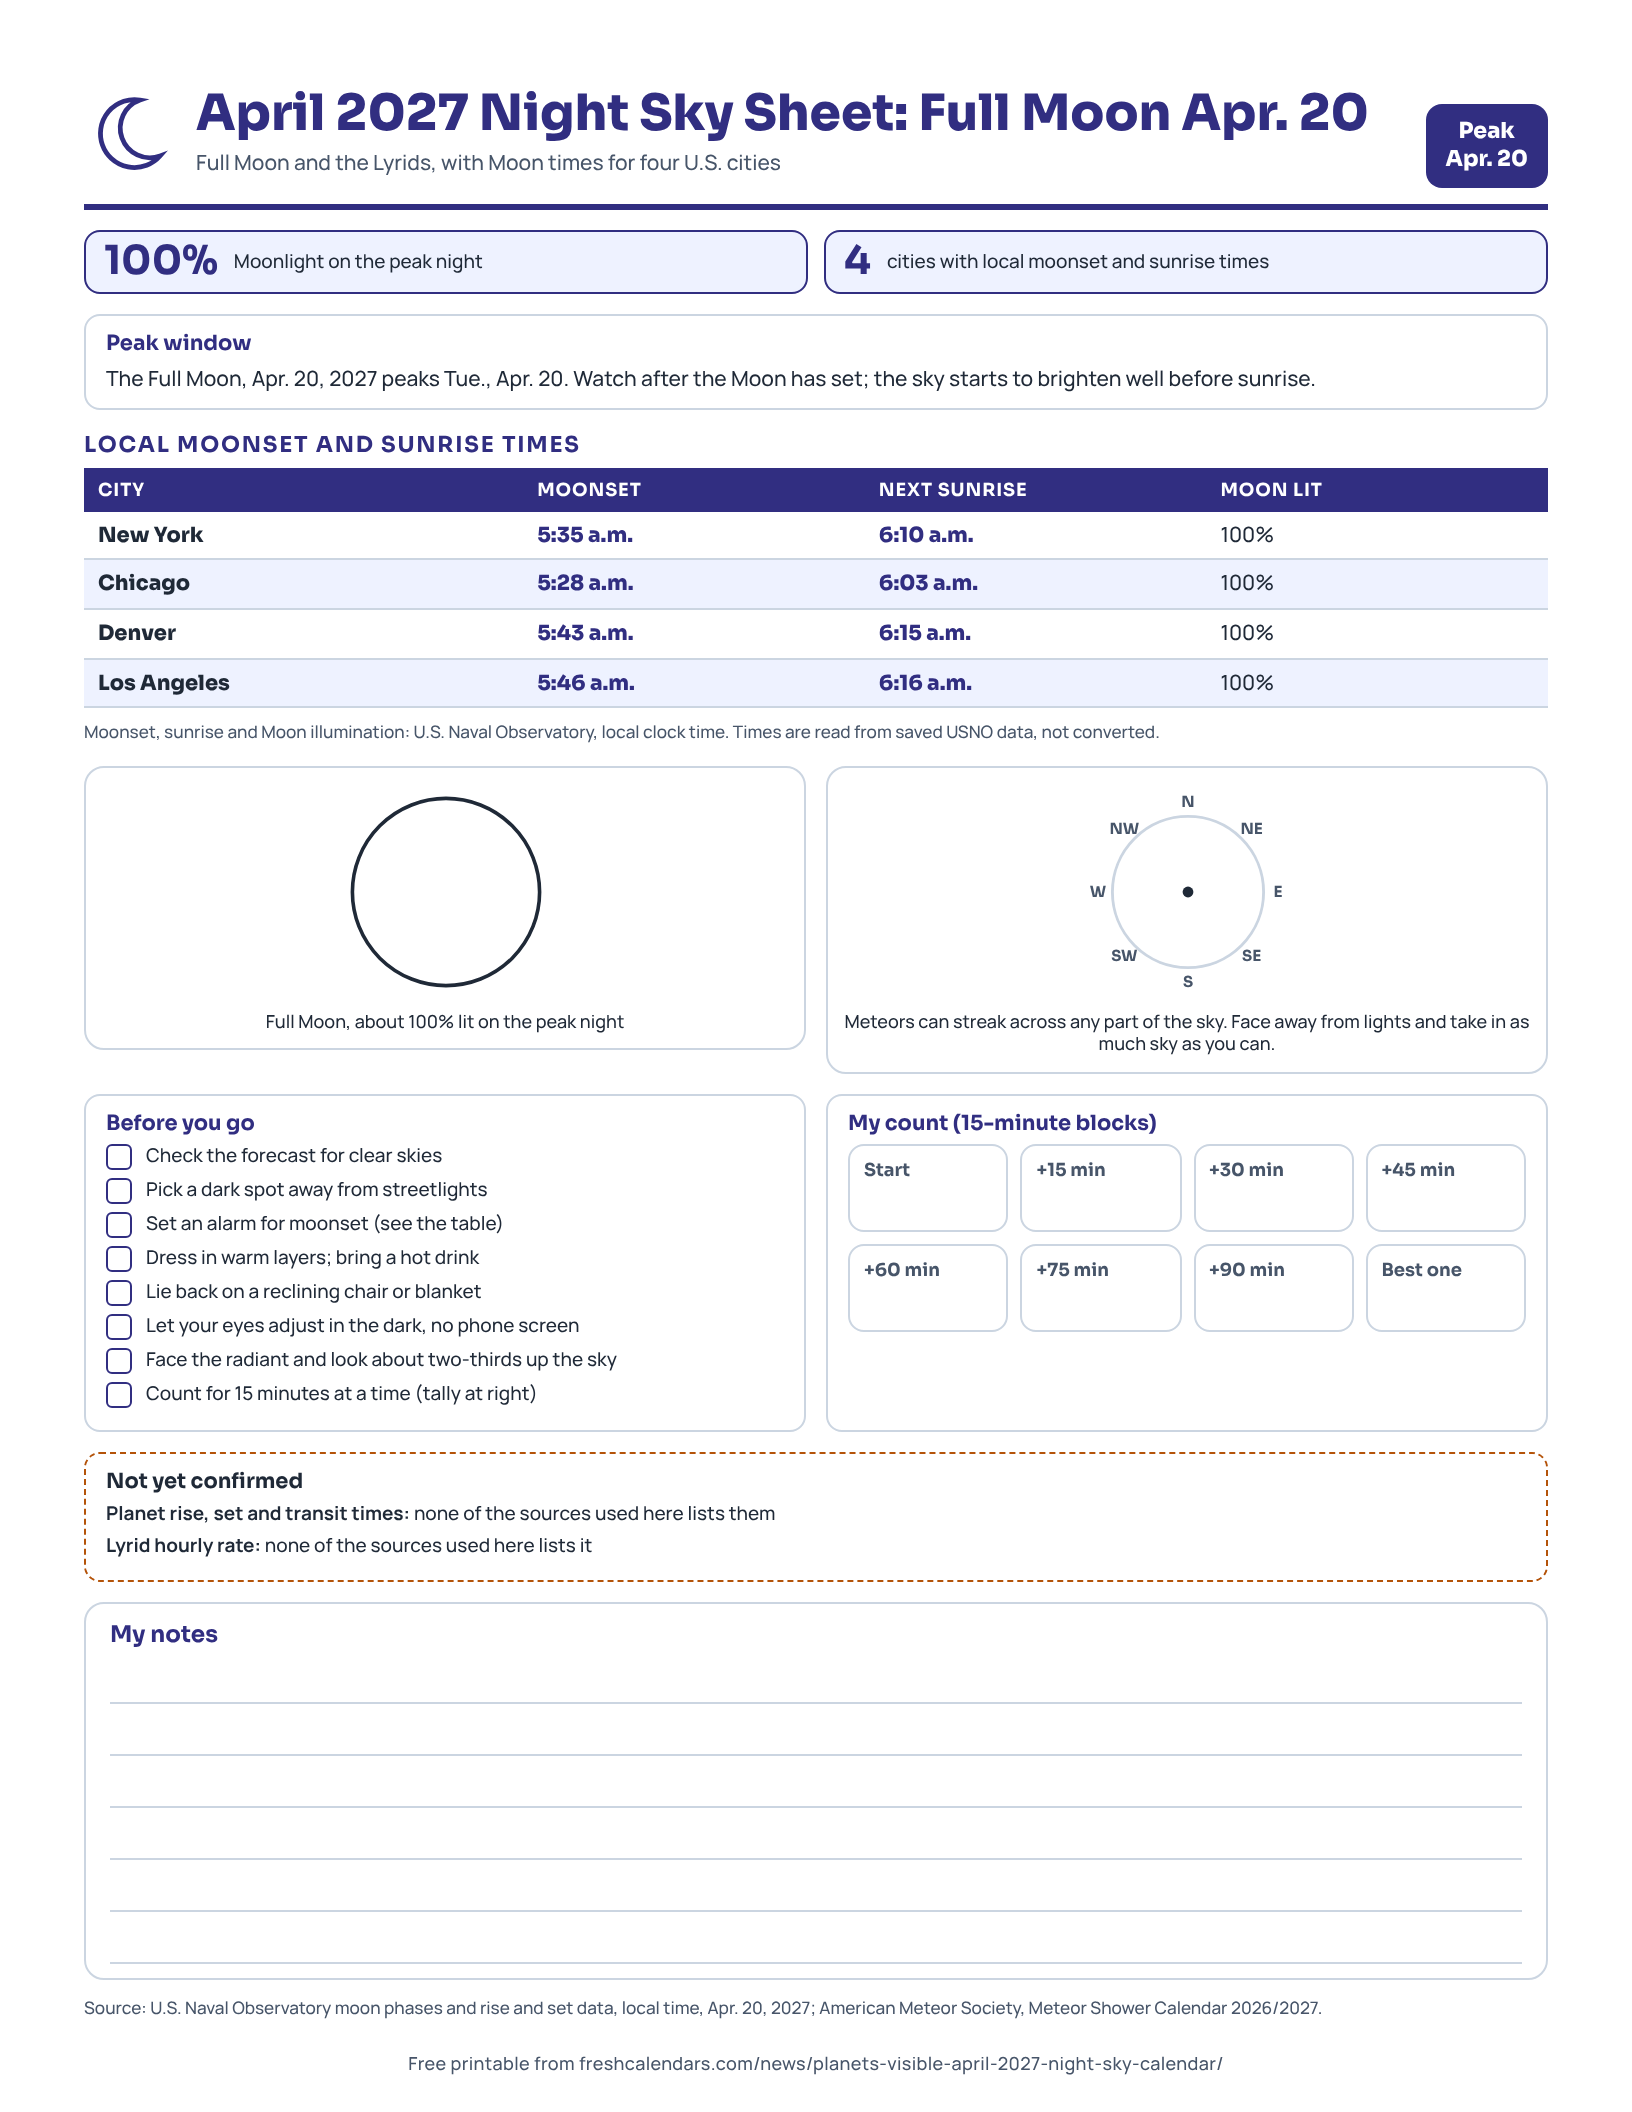 April 2027 Night Sky Sheet: Full Moon Apr. 20
Full Moon and the Lyrids, with Moon times for four U.S. cities
Peak
Apr. 20
100% Moonlight on the peak night
4 cities with local moonset and sunrise times
Peak window
The Full Moon, Apr. 20, 2027 peaks Tue., Apr. 20. Watch after the Moon has set; the sky starts to brighten well before sunrise.
LOCAL MOONSET AND SUNRISE TIMES
CITY MOONSET NEXT SUNRISE MOON LIT
New York 5:35 a.m. 6:10 a.m. 100%
Chicago 5:28 a.m. 6:03 a.m. 100%
Denver 5:43 a.m. 6:15 a.m. 100%
Los Angeles 5:46 a.m. 6:16 a.m. 100%
Moonset, sunrise and Moon illumination: U.S. Naval Observatory, local clock time. Times are read from saved USNO data, not converted.
Full Moon, about 100% lit on the peak night
N
NW NE
W E
SW SE
S
Meteors can streak across any part of the sky. Face away from lights and take in as
much sky as you can.
Before you go
Check the forecast for clear skies
Pick a dark spot away from streetlights
Set an alarm for moonset (see the table)
Dress in warm layers; bring a hot drink
Lie back on a reclining chair or blanket
Let your eyes adjust in the dark, no phone screen
Face the radiant and look about two-thirds up the sky
Count for 15 minutes at a time (tally at right)
My count (15-minute blocks)
Start +15 min +30 min +45 min
+60 min +75 min +90 min Best one
Not yet confirmed
Planet rise, set and transit times: none of the sources used here lists them
Lyrid hourly rate: none of the sources used here lists it
My notes
Source: U.S. Naval Observatory moon phases and rise and set data, local time, Apr. 20, 2027; American Meteor Society, Meteor Shower Calendar 2026/2027.
Free printable from freshcalendars.com/news/planets-visible-april-2027-night-sky-calendar/